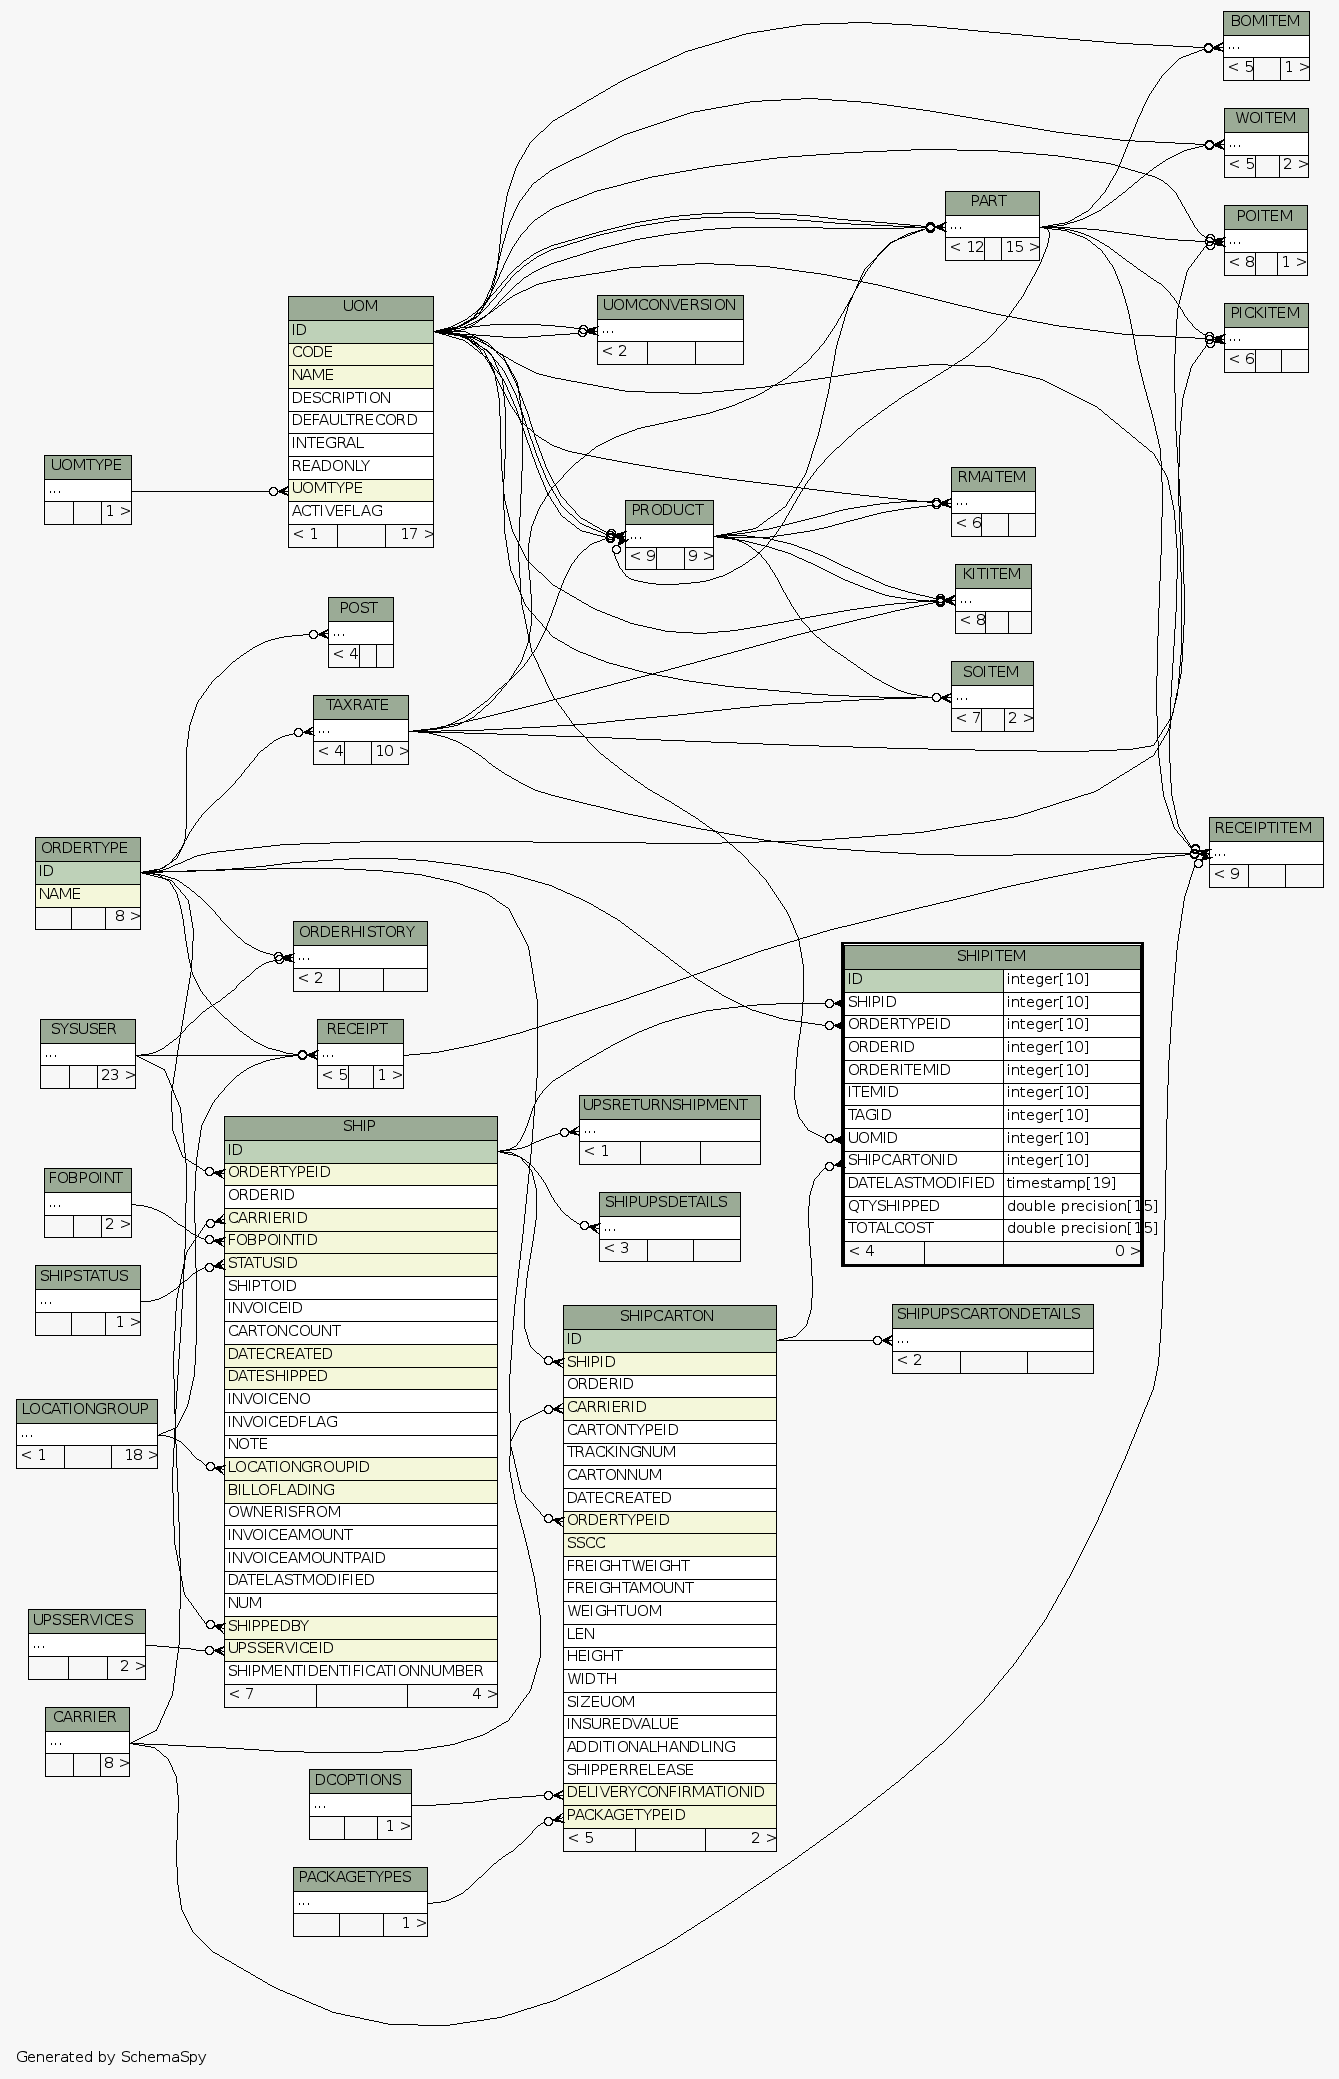 BOMITEM
...
< 5 1 >
WOITEM
...
< 5 2 >
PART
...
< 12 15 >
POITEM
...
< 8 1 >
PICKITEM
...
< 6
UOM
ID
CODE
NAME
DESCRIPTION
DEFAULTRECORD
INTEGRAL
READONLY
UOMTYPE
ACTIVEFLAG
< 1 17 >
UOMCONVERSION
...
< 2
UOMTYPE
...
1 >
PRODUCT
...
< 9 9 >
RMAITEM
...
< 6
KITITEM
...
< 8
SOITEM
...
< 7 2 >
POST
...
< 4
TAXRATE
...
< 4 10 >
ORDERTYPE
ID
NAME
8 >
RECEIPTITEM
...
< 9
ORDERHISTORY
...
< 2
SYSUSER
...
23 >
RECEIPT
...
< 5 1 >
SHIPITEM
ID integer[10]
SHIPID integer[10]
ORDERTYPEID integer[10]
ORDERID integer[10]
ORDERITEMID integer[10]
ITEMID integer[10]
TAGID integer[10]
UOMID integer[10]
SHIPCARTONID integer[10]
DATELASTMODIFIED timestamp[19]
QTYSHIPPED double precision[15]
TOTALCOST double precision[15]
< 4 0 >
UPSRETURNSHIPMENT
...
< 1
SHIPUPSDETAILS
...
< 3
SHIP
ID
ORDERTYPEID
ORDERID
CARRIERID
FOBPOINTID
STATUSID
SHIPTOID
INVOICEID
CARTONCOUNT
DATECREATED
DATESHIPPED
INVOICENO
INVOICEDFLAG
NOTE
LOCATIONGROUPID
BILLOFLADING
OWNERISFROM
INVOICEAMOUNT
INVOICEAMOUNTPAID
DATELASTMODIFIED
NUM
SHIPPEDBY
UPSSERVICEID
SHIPMENTIDENTIFICATIONNUMBER
< 7 4 >
FOBPOINT
...
2 >
SHIPSTATUS
...
1 >
LOCATIONGROUP
...
< 1 18 >
UPSSERVICES
...
2 >
CARRIER
...
8 >
SHIPCARTON
ID
SHIPID
ORDERID
CARRIERID
CARTONTYPEID
TRACKINGNUM
CARTONNUM
DATECREATED
ORDERTYPEID
SSCC
FREIGHTWEIGHT
FREIGHTAMOUNT
WEIGHTUOM
LEN
HEIGHT
WIDTH
SIZEUOM
INSUREDVALUE
ADDITIONALHANDLING
SHIPPERRELEASE
DELIVERYCONFIRMATIONID
PACKAGETYPEID
< 5 2 >
SHIPUPSCARTONDETAILS
...
< 2
DCOPTIONS
...
1 >
PACKAGETYPES
...
1 >
Generated by SchemaSpy